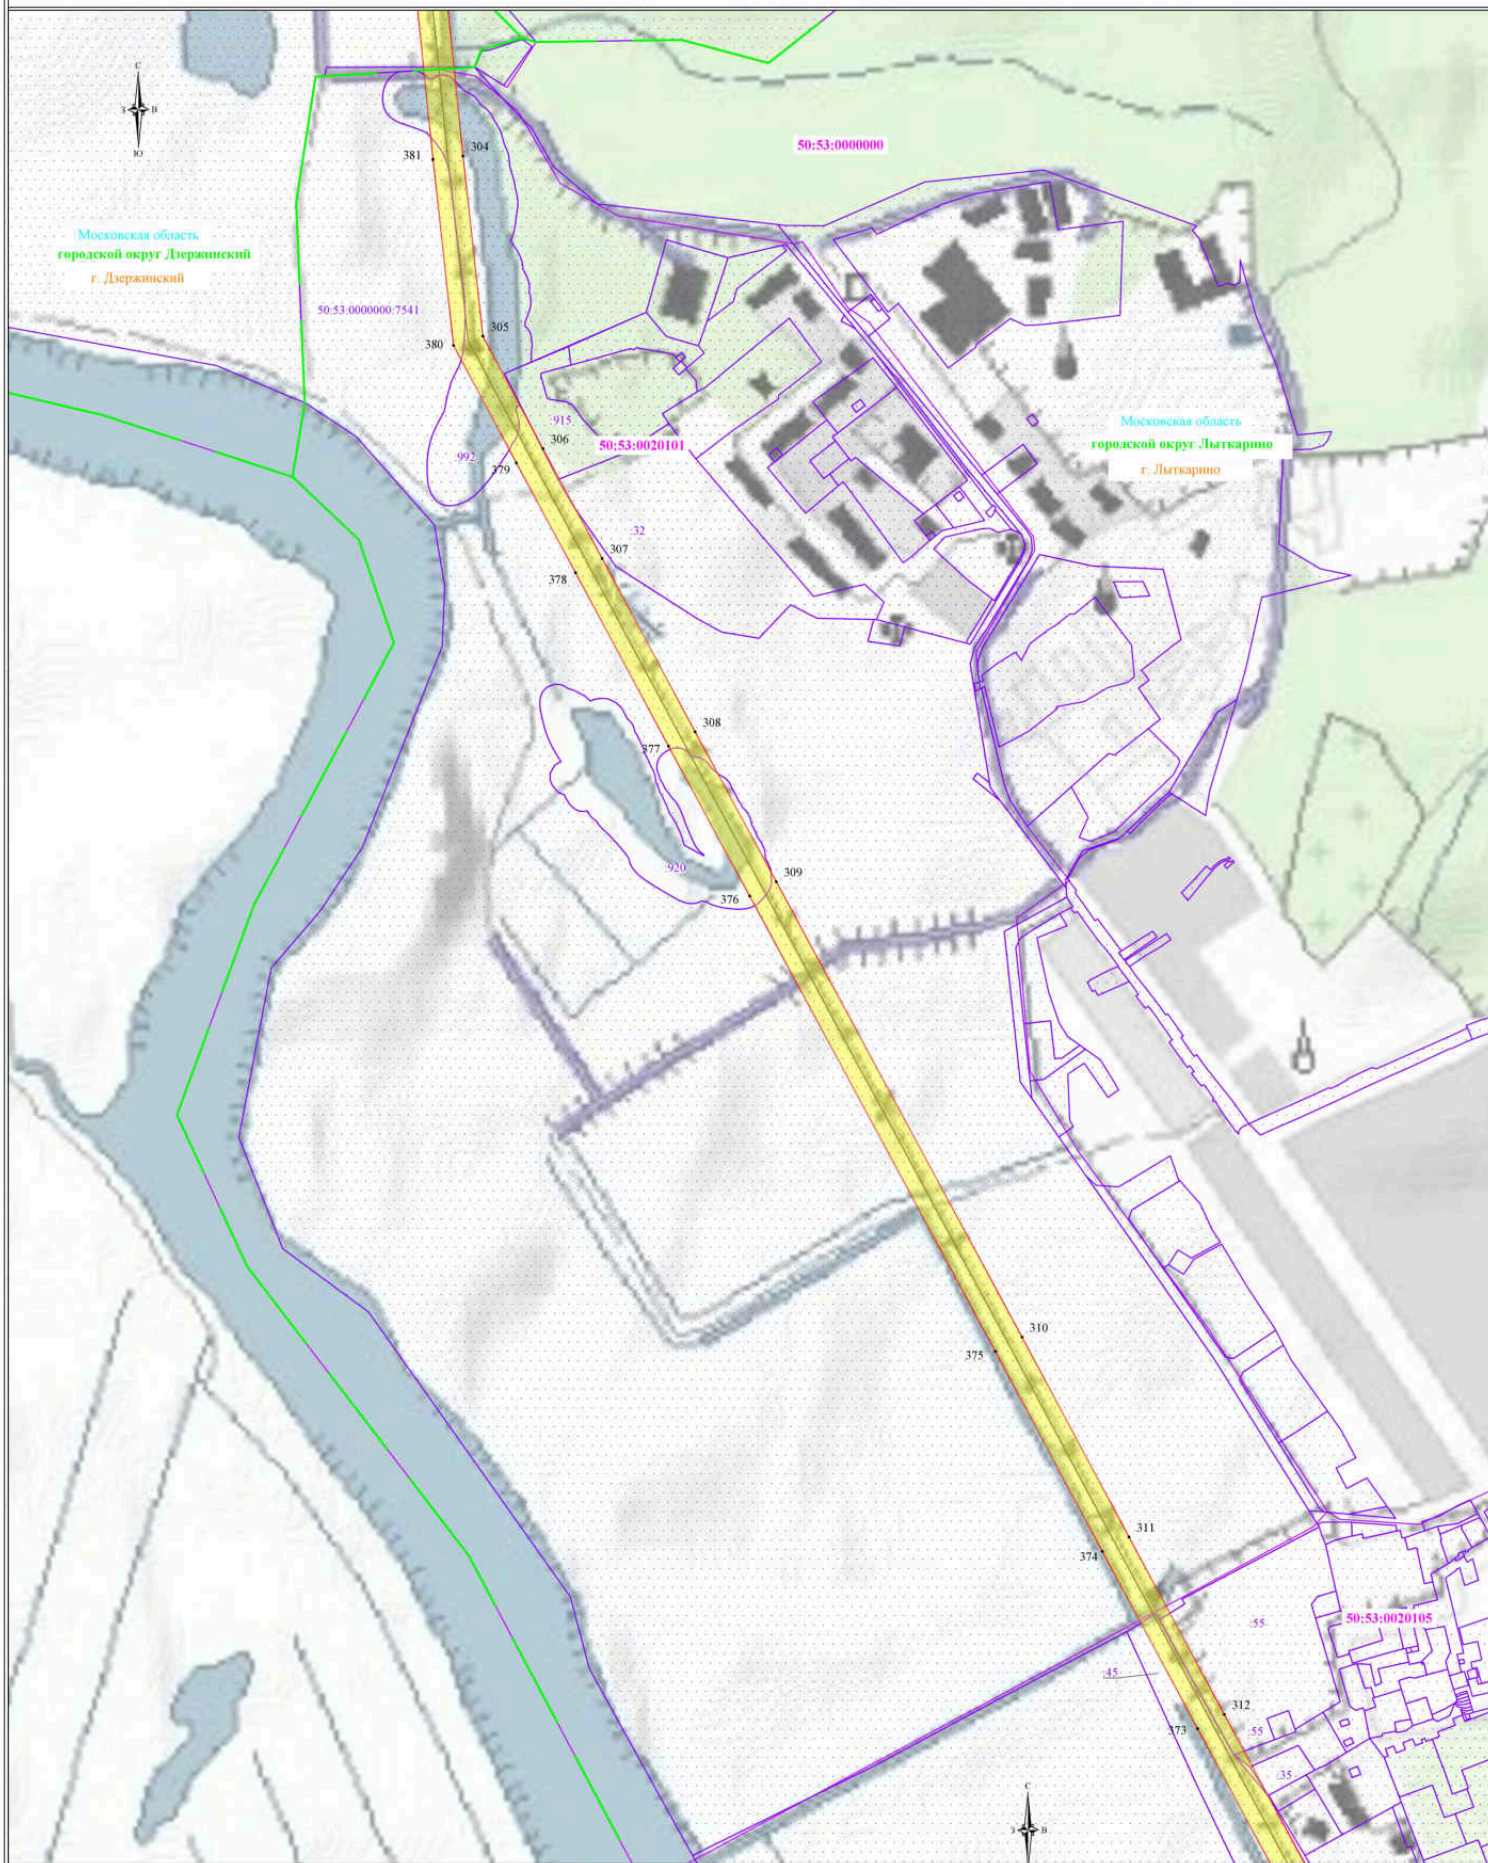 С
З В
Ю
50:53:0000000
381
304
Московская область
городской округ Дзержинский
г. Дзержинский
50:53:0000000:7541
305
380
:915
306
50:53:0020101
:992
379
Московская область
городской округ Лыткарино
г. Лыткарино
:32
307
378
308
377
:920
309
376
310
375
311
374
50:53:0020105
:55
:45
312
373
:55
:35
С
З В